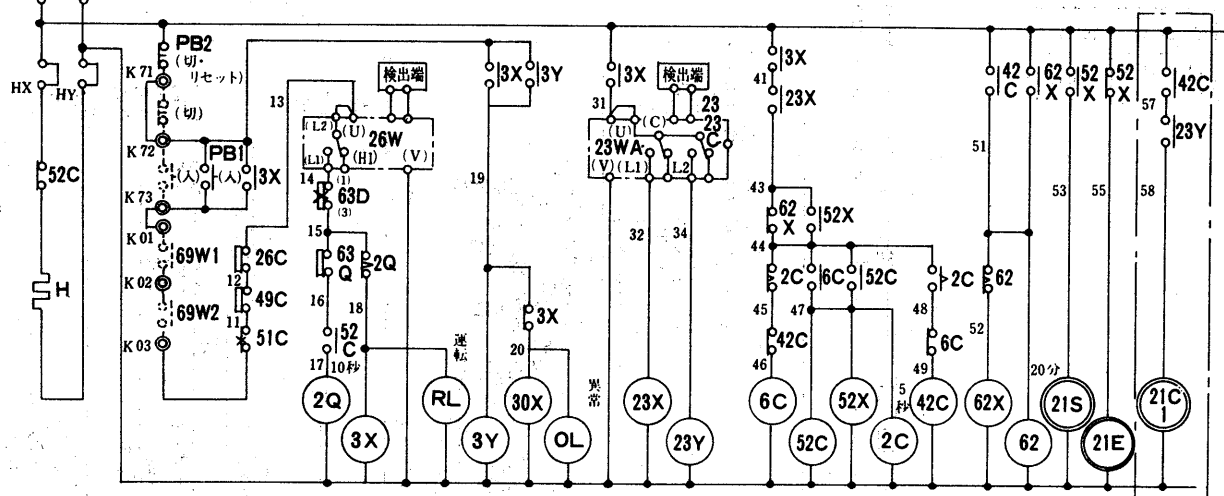 HX
HY
52C
H
PB2
(切・
リセット)
K71
(切)
K72
(入)
PB1
(入)
3X
K73
K01
69W1
K02
69W2
K03
26C
12
49C
11
51C
13
検出端
(L2)
(U)
26W
(L1)
(H1)
(V)
14
(1)
63D
(3)
15
63
Q
2Q
16
18
52
C
17
10秒
2Q
3X
運転
RL
3X
3Y
19
3X
20
3Y
30X
OL
異常
3X
31
検出端
23
(U)
(C)
23
C
23WA
(V)
(L1)
L2
32
34
23X
23Y
3X
41
23X
43
62
X
52X
44
2C
6C
52C
2C
45
47
48
42C
6C
46
49
6C
52C
52X
2C
5秒
42C
42
C
62
X
52
X
52
X
51
53
55
62
52
20分
62X
62
21S
21E
57
42C
23Y
58
21C
1